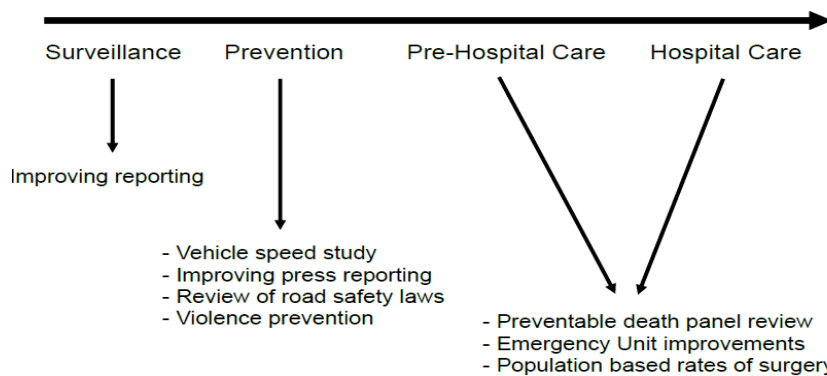 Surveillance Prevention Pre-Hospital Care Hospital Care
Improving reporting
- Vehicle speed study
- Improving press reporting
- Review of road safety laws
- Violence prevention
- Preventable death panel review
- Emergency Unit improvements
- Population based rates of surgery